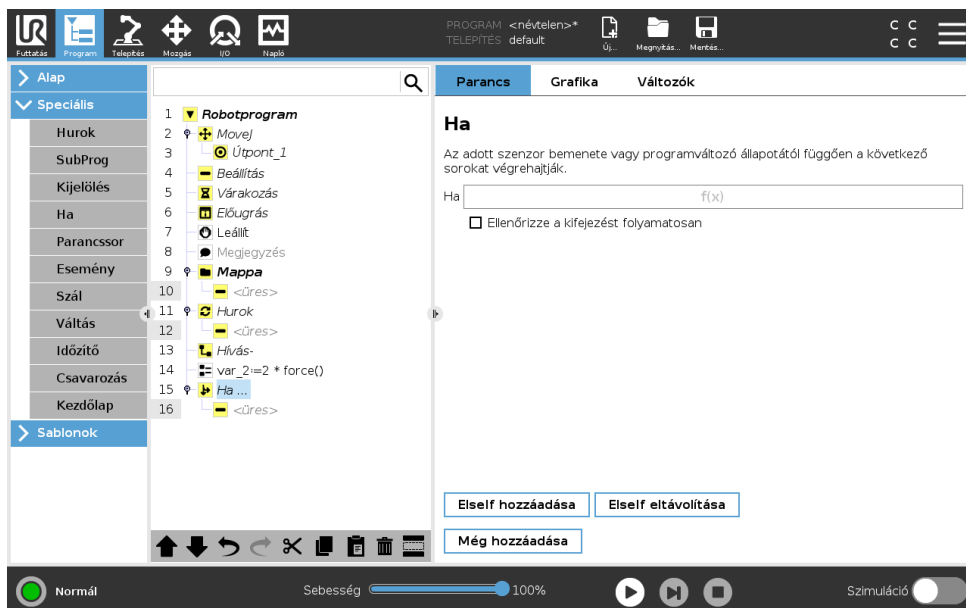 Futtatás Program Telepítés Mozgás I/O Napló
PROGRAM <névtelen>*
TELEPÍTÉS default
Új... Megnyitás... Mentés...
C C
C C
Alap
Speciális
Hurok
SubProg
Kijelölés
Ha
Parancssor
Esemény
Szál
Váltás
Időzítő
Csavarozás
Kezdőlap
Sablonok
1 Robotprogram
2 MoveJ
3 Útpont_1
4 Beállítás
5 Várakozás
6 Előugrás
7 Leállít
8 Megjegyzés
9 Mappa
10 <üres>
11 Hurok
12 <üres>
13 Hívás-
14 var_2:=2 * force()
15 Ha ...
16 <üres>
Parancs Grafika Változók
Ha
Az adott szenzor bemenete vagy programváltozó állapotától függően a következő
sorokat végrehajtják.
Ha f(x)
Ellenőrizze a kifejezést folyamatosan
ElseIf hozzáadása ElseIf eltávolítása
Még hozzáadása
Normál
Sebesség 100%
Szimuláció